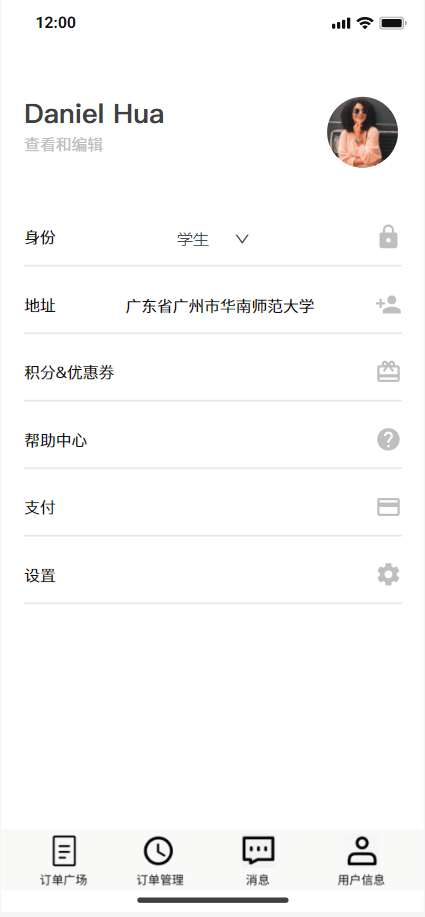 12:00
Daniel Hua
查看和编辑
身份 学生
地址 广东省广州市华南师范大学
积分&优惠券
帮助中心
支付
设置
订单广场 订单管理 消息 用户信息